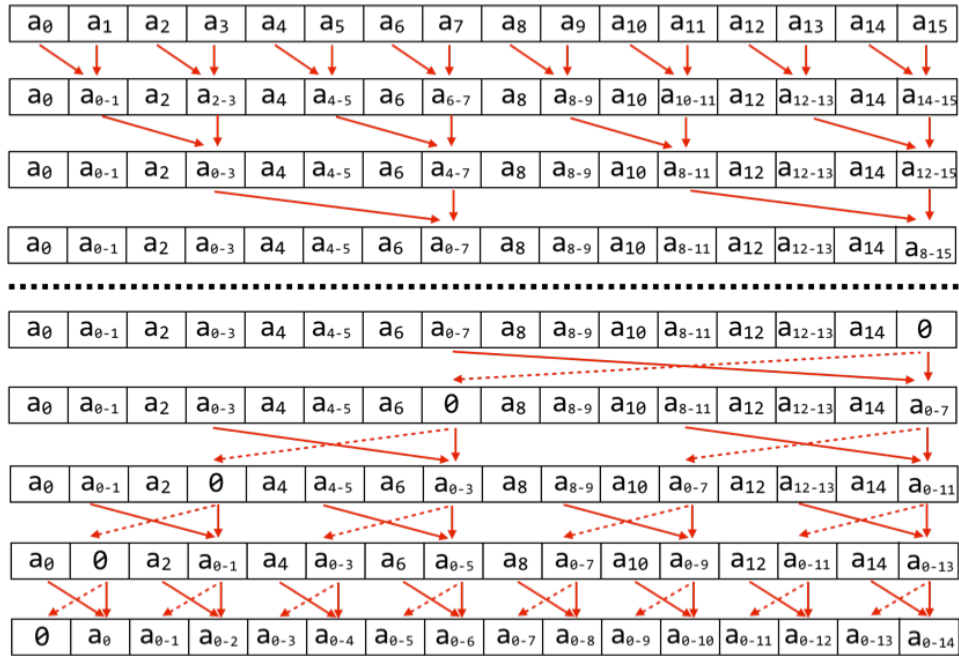 a₀ a₁ a₂ a₃ a₄ a₅ a₆ a₇ a₈ a₉ a₁₀ a₁₁ a₁₂ a₁₃ a₁₄ a₁₅
a₀ a₀₋₁ a₂ a₂₋₃ a₄ a₄₋₅ a₆ a₆₋₇ a₈ a₈₋₉ a₁₀ a₁₀₋₁₁ a₁₂ a₁₂₋₁₃ a₁₄ a₁₄₋₁₅
a₀ a₀₋₁ a₂ a₀₋₃ a₄ a₄₋₅ a₆ a₄₋₇ a₈ a₈₋₉ a₁₀ a₈₋₁₁ a₁₂ a₁₂₋₁₃ a₁₄ a₁₂₋₁₅
a₀ a₀₋₁ a₂ a₀₋₃ a₄ a₄₋₅ a₆ a₀₋₇ a₈ a₈₋₉ a₁₀ a₈₋₁₁ a₁₂ a₁₂₋₁₃ a₁₄ a₈₋₁₅
a₀ a₀₋₁ a₂ a₀₋₃ a₄ a₄₋₅ a₆ a₀₋₇ a₈ a₈₋₉ a₁₀ a₈₋₁₁ a₁₂ a₁₂₋₁₃ a₁₄ 0
a₀ a₀₋₁ a₂ a₀₋₃ a₄ a₄₋₅ a₆ 0 a₈ a₈₋₉ a₁₀ a₈₋₁₁ a₁₂ a₁₂₋₁₃ a₁₄ a₀₋₇
a₀ a₀₋₁ a₂ 0 a₄ a₄₋₅ a₆ a₀₋₃ a₈ a₈₋₉ a₁₀ a₀₋₇ a₁₂ a₁₂₋₁₃ a₁₄ a₀₋₁₁
a₀ 0 a₂ a₀₋₁ a₄ a₀₋₃ a₆ a₀₋₅ a₈ a₀₋₇ a₁₀ a₀₋₉ a₁₂ a₀₋₁₁ a₁₄ a₀₋₁₃
0 a₀ a₀₋₁ a₀₋₂ a₀₋₃ a₀₋₄ a₀₋₅ a₀₋₆ a₀₋₇ a₀₋₈ a₀₋₉ a₀₋₁₀ a₀₋₁₁ a₀₋₁₂ a₀₋₁₃ a₀₋₁₄